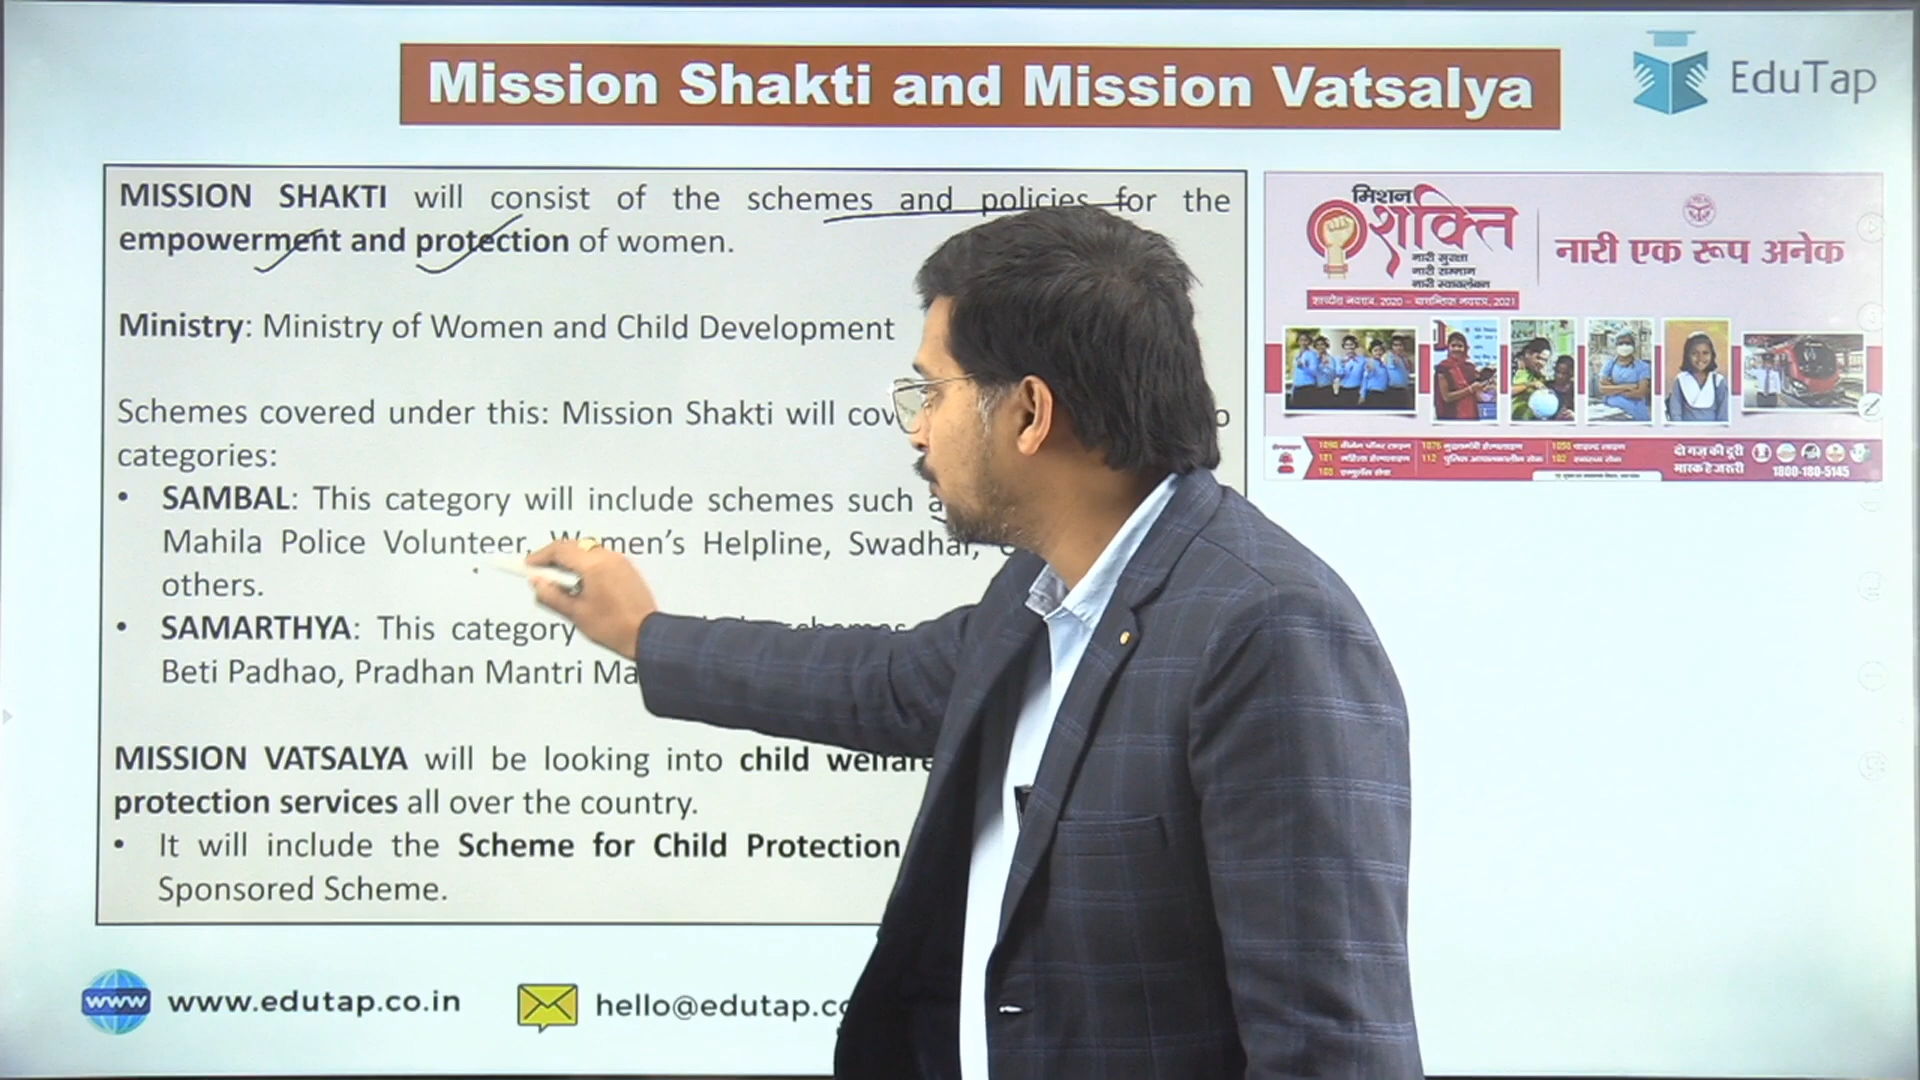 Mission Shakti and Mission Vatsalya
EduTap
MISSION SHAKTI will consist of the schemes and policies for the
empowerment and protection of women.
Ministry: Ministry of Women and Child Development
Schemes covered under this: Mission Shakti will
categories:
• SAMBAL: This category will include schemes such
Mahila Police Volunteer, Women's Helpline, Swadhar,
others.
• SAMARTHYA: This category schemes
Beti Padhao, Pradhan Mantri
MISSION VATSALYA will be looking into child welfare
protection services all over the country.
• It will include the Scheme for Child Protection
Sponsored Scheme.
मिशन
शक्ति
नारी सुरक्षा
नारी सम्मान
नारी स्वावलंबन
नारी एक रूप अनेक
दो गज़ की दूरी
मास्क है जरूरी
1800-180-5145
www
www.edutap.co.in
hello@edutap.